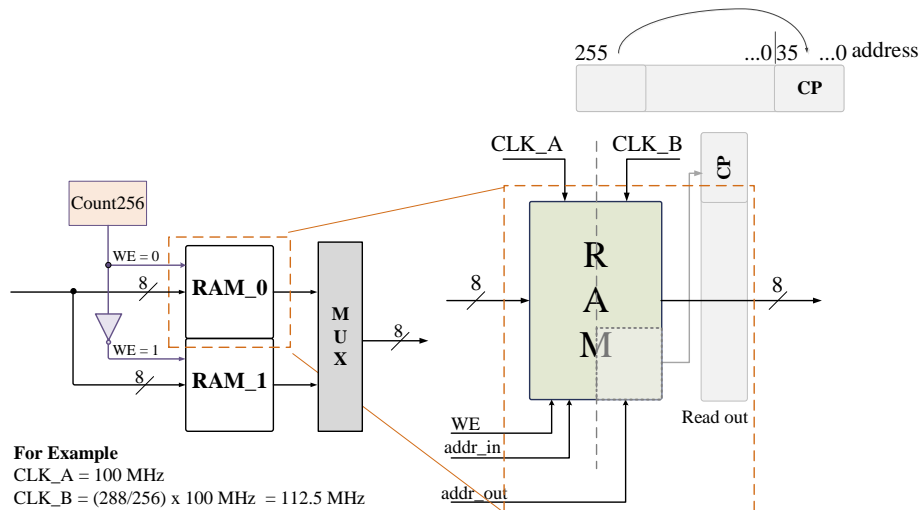 255 ...0 35 ...0 address
CP
CLK_A CLK_B
CP
Count256
WE = 0
8 RAM_0
WE = 1
8 RAM_1
MUX
8
8 RAM 8
Read out
WE
addr_in
addr_out
For Example
CLK_A = 100 MHz
CLK_B = (288/256) x 100 MHz = 112.5 MHz